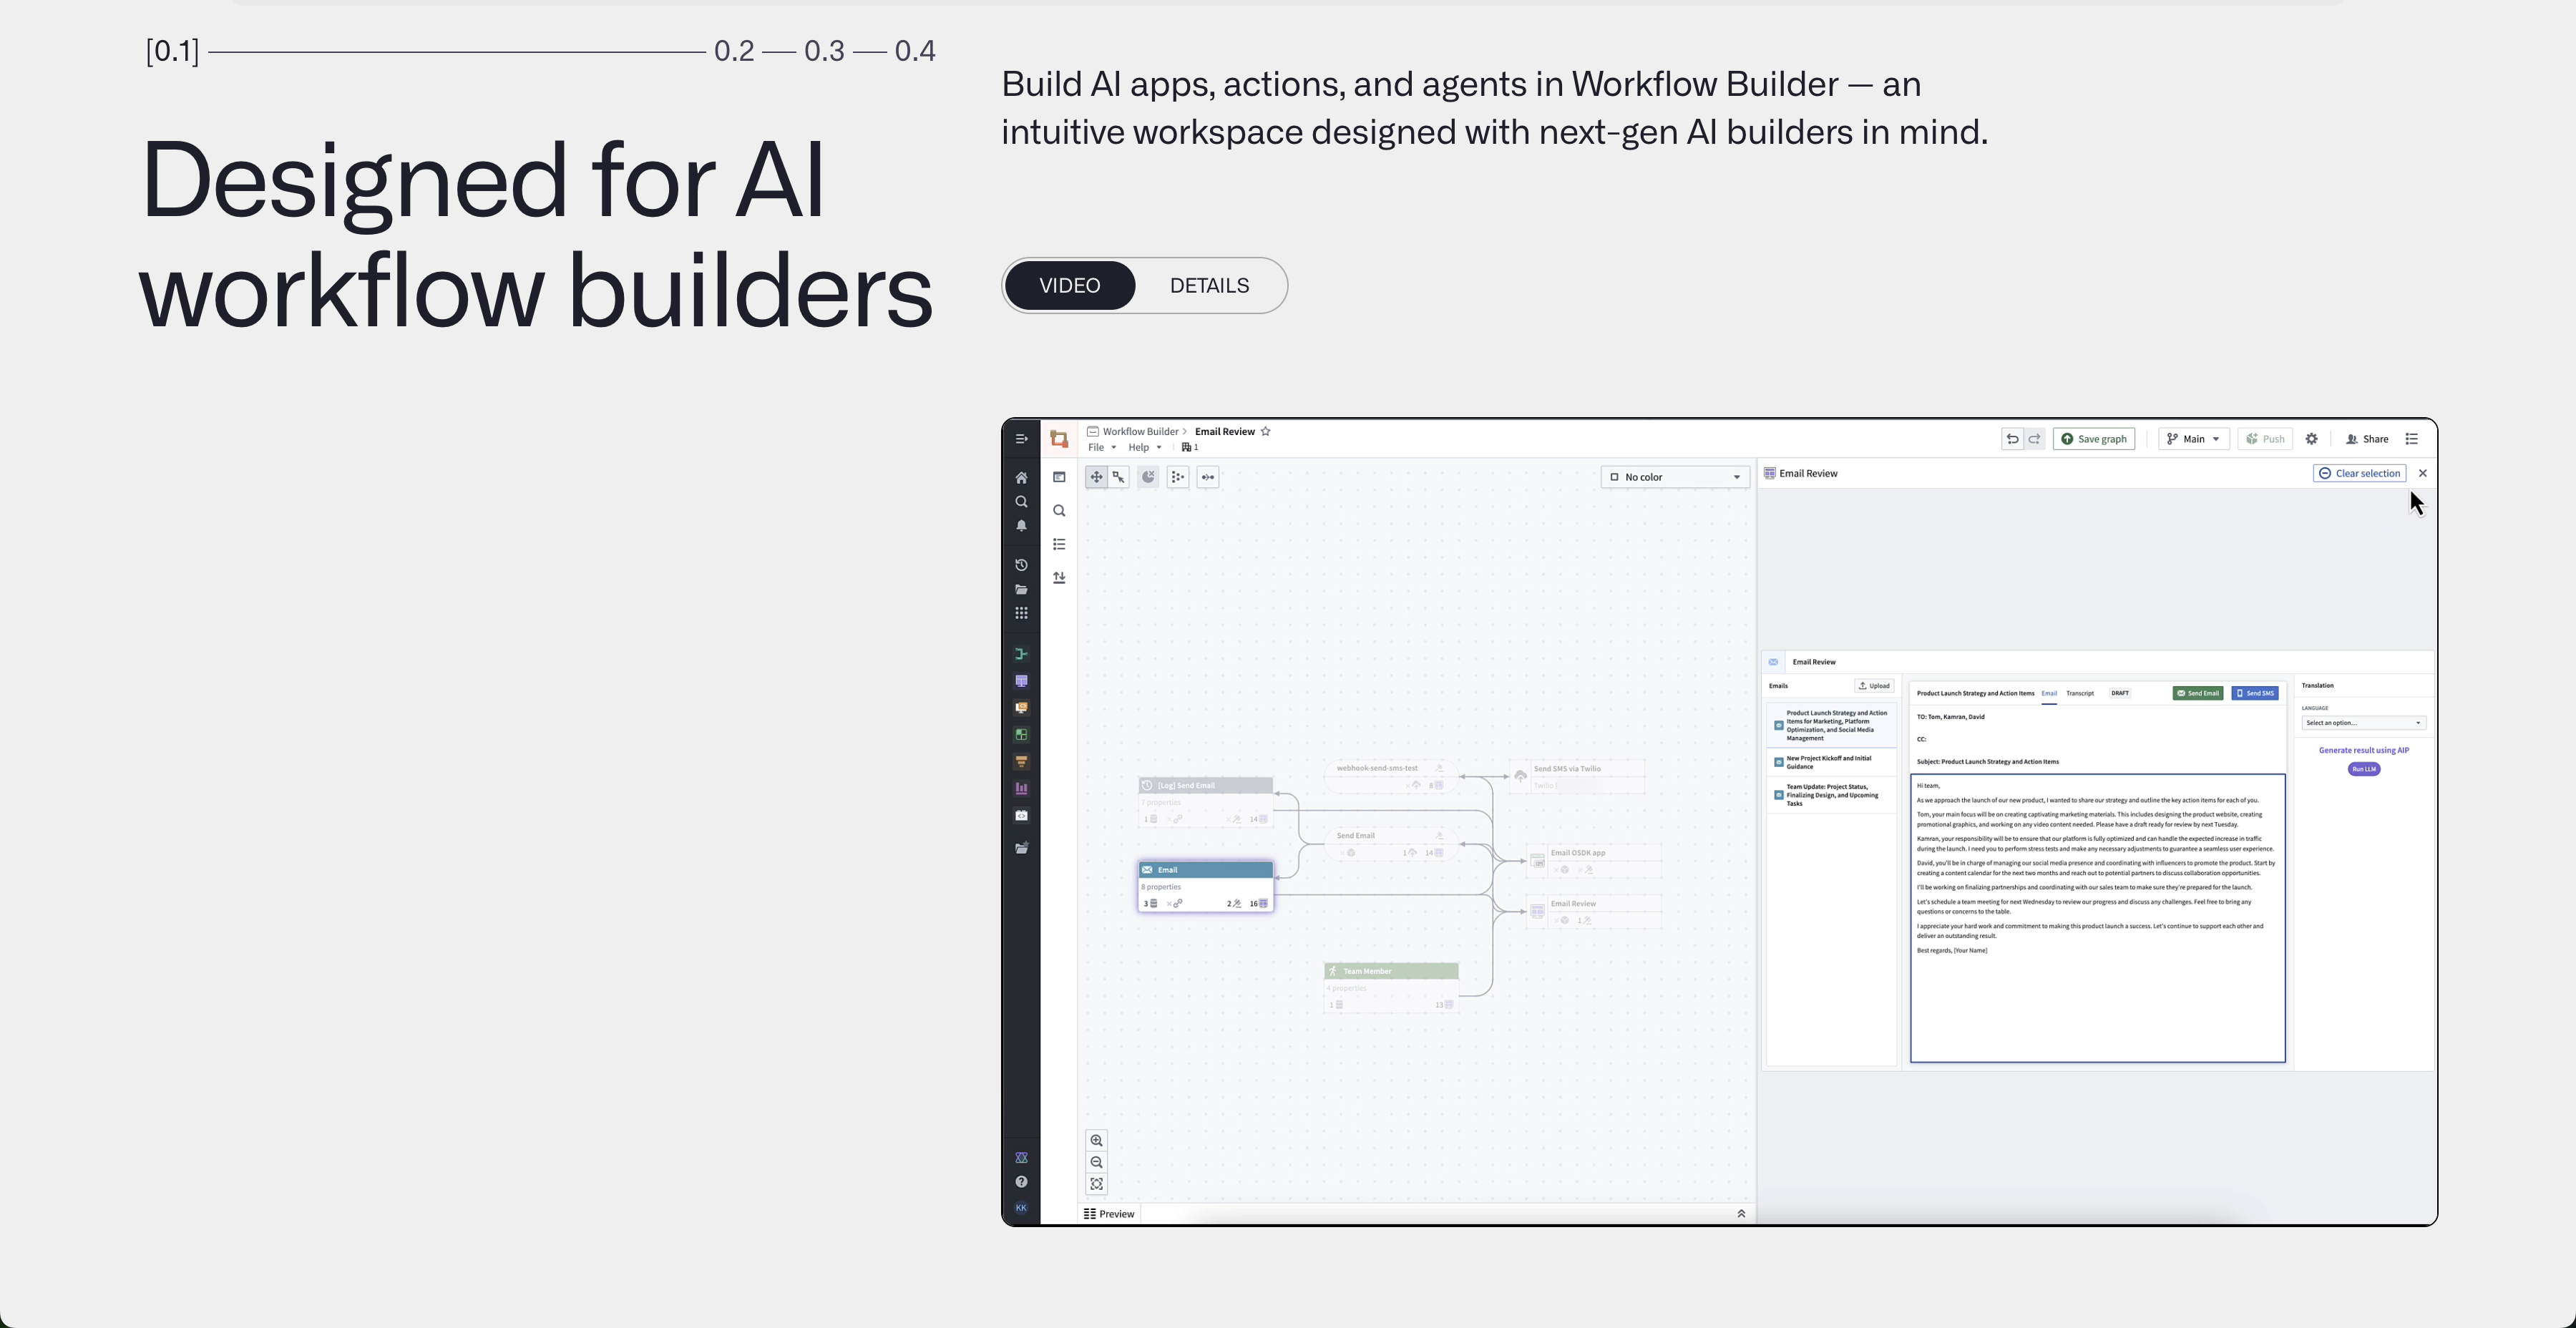 [0.1] 0.2 0.3 0.4
Designed for AI
workflow builders
Build AI apps, actions, and agents in Workflow Builder — an
intuitive workspace designed with next-gen AI builders in mind.
VIDEO DETAILS
Workflow Builder > Email Review
File Help 1
Save graph
Main
Push
Share
No color
Email Review
Clear selection
[Log] Send Email
7 properties
1 14
Email
8 properties
3 2 16
webhook-send-sms-test
8
Send SMS via Twilio
Send Email
1 14
Email OSDK app
Email Review
1
Team Member
4 properties
1 13
Preview
KK
Email Review
Emails
Upload
Product Launch Strategy and Action
Items for Marketing, Platform
Optimization, and Social Media
Management
New Project Kickoff and Initial
Guidance
Team Update: Project Status,
Finalizing Design, and Upcoming
Tasks
Product Launch Strategy and Action Items Email Transcript DRAFT Send Email Send SMS
TO: Tom, Kamran, David
CC:
Subject: Product Launch Strategy and Action Items
Hi team,
As we approach the launch of our new product, I wanted to share our strategy and outline the key action items for each of you.
Tom, your main focus will be on creating captivating marketing materials. This includes designing the product website, creating
promotional graphics, and working on any video content needed. Please have a draft ready for review by next Tuesday.
Kamran, your responsibility will be to ensure that our platform is fully optimized and can handle the expected increase in traffic
during the launch. I need you to perform stress tests and make any necessary adjustments to guarantee a seamless user experience.
David, you'll be in charge of managing our social media presence and coordinating with influencers to promote the product. Start by
creating a content calendar for the next two months and reach out to potential partners to discuss collaboration opportunities.
I'll be working on finalizing partnerships and coordinating with our sales team to make sure they're prepared for the launch.
Let's schedule a team meeting for next Wednesday to review our progress and discuss any challenges. Feel free to bring any
questions or concerns to the table.
I appreciate your hard work and commitment to making this product launch a success. Let's continue to support each other and
deliver an outstanding result.
Best regards, [Your Name]
Translation
LANGUAGE
Select an option...
Generate result using AIP
Run LLM